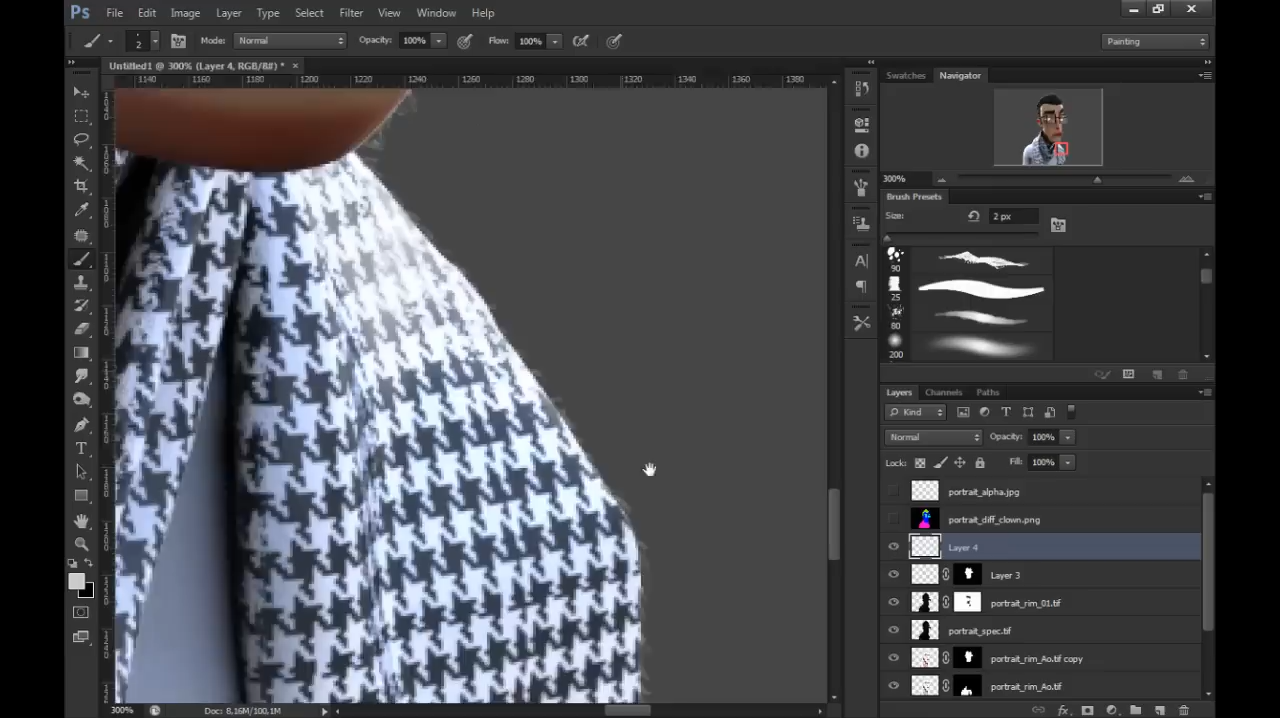 Ps File Edit Image Layer Type Select Filter View Window Help
2 Mode: Normal Opacity: 100% Flow: 100% Painting
Untitled1 @ 300% (Layer 4, RGB/8#) * ×
1140 1160 1180 1200 1220 1240 1260 1280 1300 1320 1340 1360 1380
Swatches Navigator
300%
Brush Presets
Size: 2 px
90
25
80
200
Layers Channels Paths
Kind
Normal Opacity: 100%
Lock: Fill: 100%
portrait_alpha.jpg
portrait_diff_clown.png
Layer 4
Layer 3
portrait_rim_01.tif
portrait_spec.tif
portrait_rim_Ao.tif copy
portrait_rim_Ao.tif
300% Doc: 8,16M/100,1M